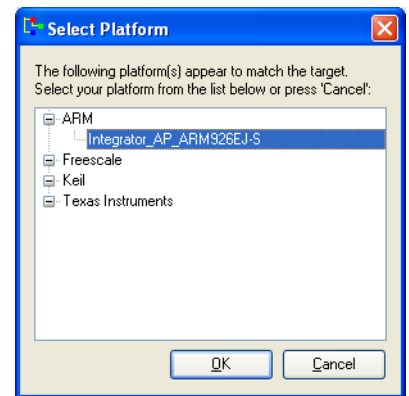 Select Platform
The following platform(s) appear to match the target.
Select your platform from the list below or press 'Cancel':
ARM
Integrator_AP_ARM926EJ-S
Freescale
Keil
Texas Instruments
OK
Cancel